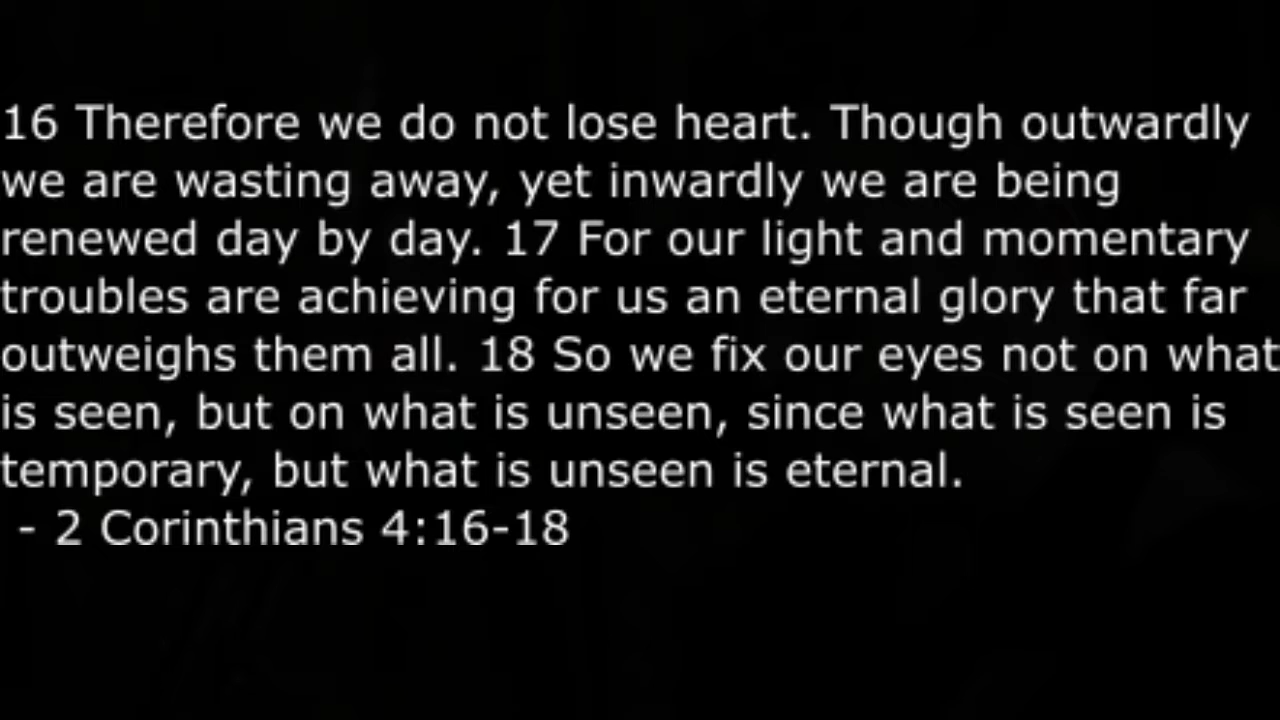 16 Therefore we do not lose heart. Though outwardly
we are wasting away, yet inwardly we are being
renewed day by day. 17 For our light and momentary
troubles are achieving for us an eternal glory that far
outweighs them all. 18 So we fix our eyes not on what
is seen, but on what is unseen, since what is seen is
temporary, but what is unseen is eternal.
- 2 Corinthians 4:16-18